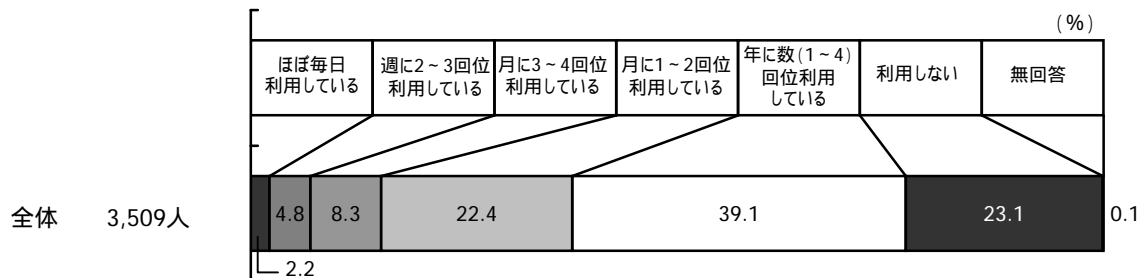 (%)
ほぼ毎日
利用している
週に2~3回位
利用している
月に3~4回位
利用している
月に1~2回位
利用している
年に数(1~4)
回位利用
している
利用しない
無回答
全体 3,509人
4.8
8.3
22.4
39.1
23.1
0.1
2.2